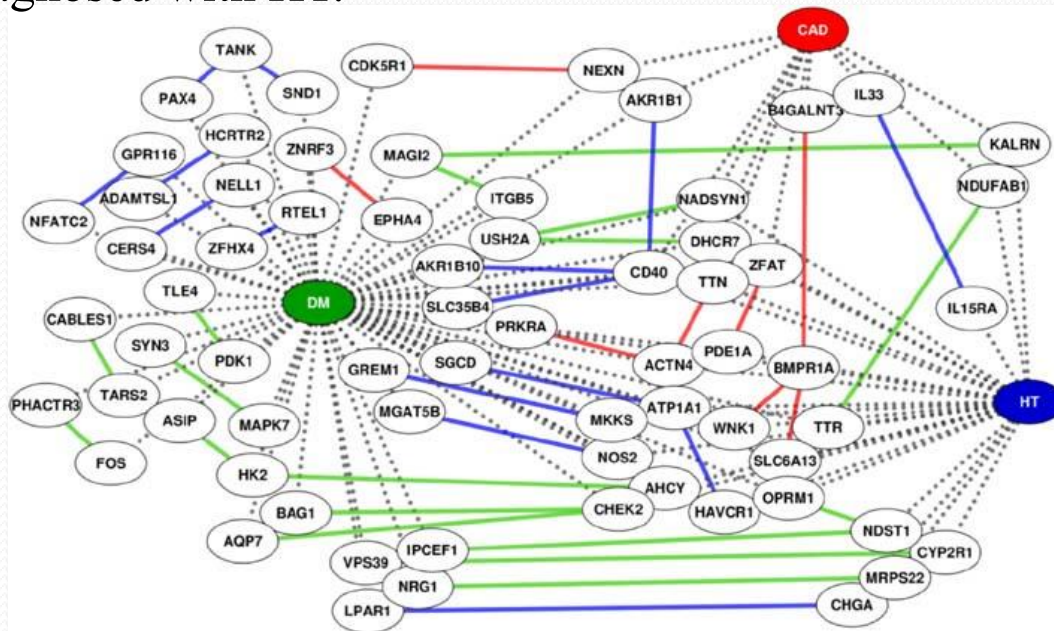 agnosed with HT.
CAD
TANK
CDK5R1
NEXN
PAX4
SND1
AKR1B1
IL33
B4GALNT3
HCRTR2
ZNRF3
GPR116
MAGI2
KALRN
NELL1
NDUFAB1
ADAMTSL1
ITGB5
NADSYN1
RTEL1
EPHA4
NFATC2
USH2A
DHCR7
CERS4
ZFHX4
AKR1B10
CD40
ZFAT
TTN
TLE4
DM
SLC35B4
IL15RA
CABLES1
PRKRA
SYN3
PDK1
SGCD
PDE1A
GREM1
ACTN4
BMPR1A
TARS2
PHACTR3
HT
ASIP
MAPK7
MGAT5B
MKKS
ATP1A1
WNK1
TTR
FOS
NOS2
SLC6A13
HK2
AHCY
OPRM1
BAG1
CHEK2
HAVCR1
NDST1
AQP7
IPCEF1
CYP2R1
VPS39
NRG1
MRPS22
LPAR1
CHGA